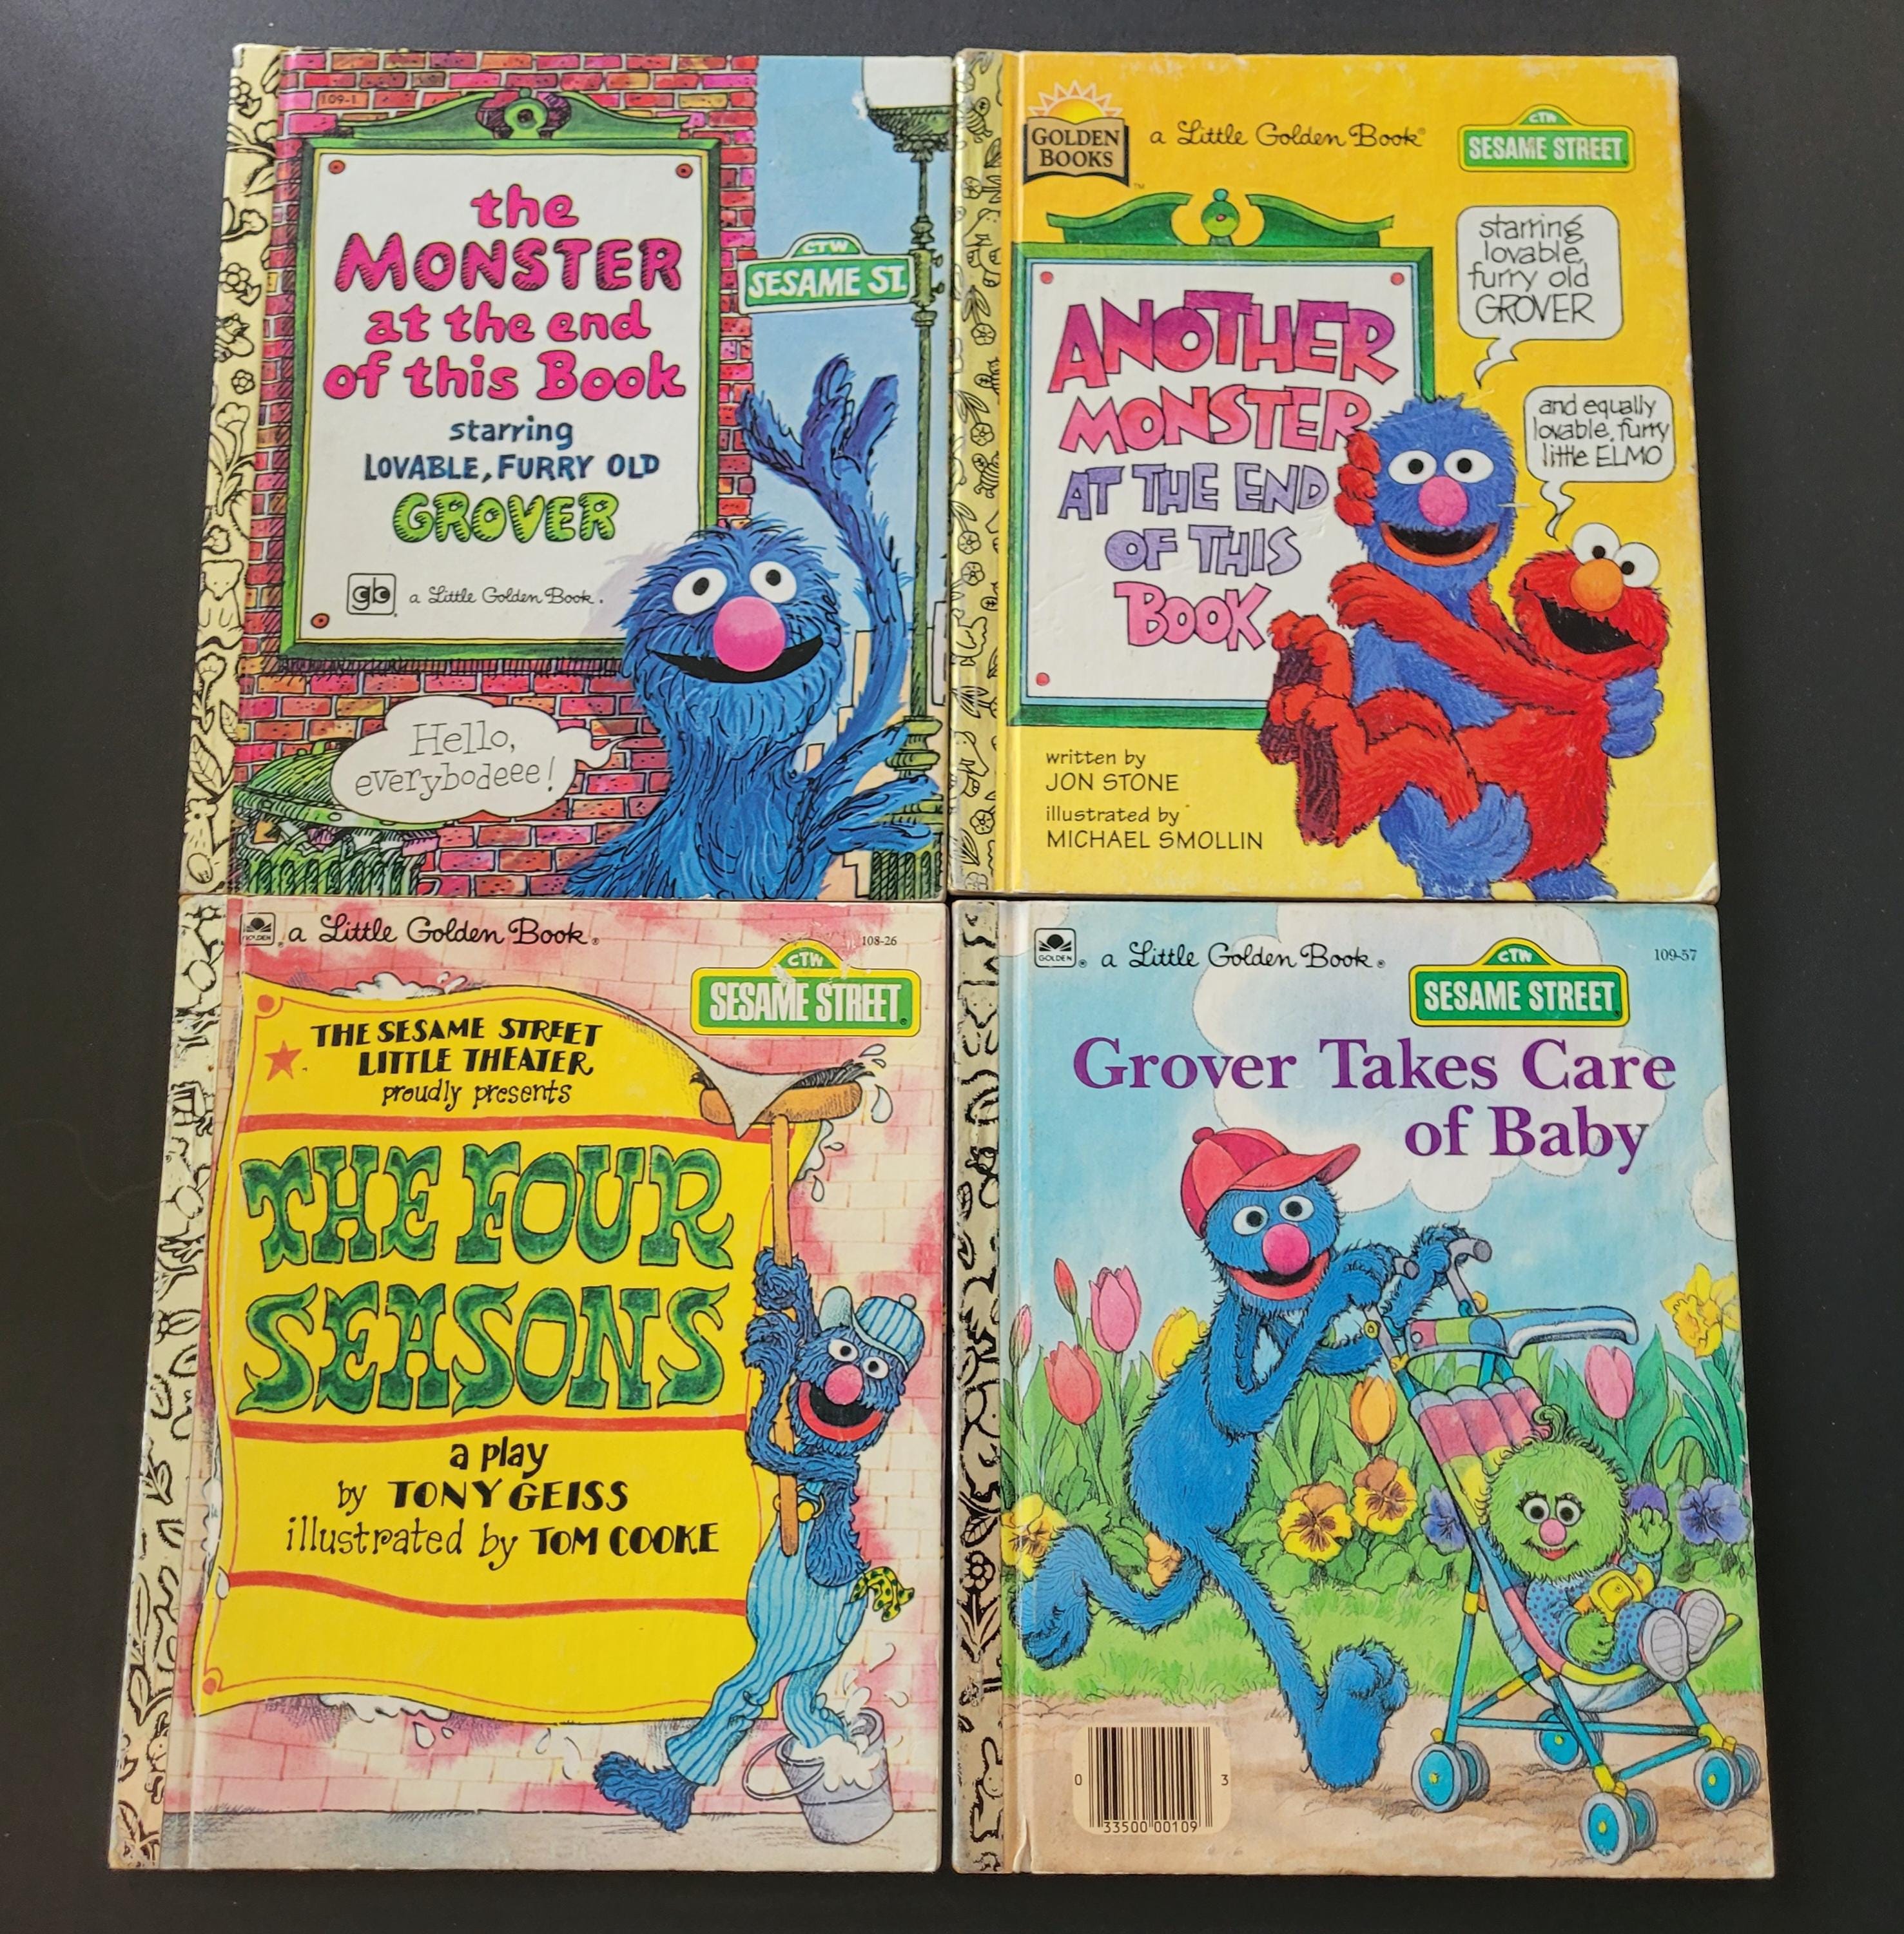 109-1
the
MONSTER
at the end
of this Book
starring
LOVABLE, FURRY OLD
GROVER
gb a Little Golden Book.
CTW
SESAME ST.
Hello,
everybodeee!
GOLDEN
BOOKS
™
a Little Golden Book®
CTW
SESAME STREET
starring
lovable,
furry old
GROVER
and equally
lovable, furry
little ELMO
ANOTHER
MONSTER
AT THE END
OF THIS
BOOK
written by
JON STONE
illustrated by
MICHAEL SMOLLIN
GOLDEN ® a Little Golden Book®
108-26
CTW
SESAME STREET®
THE SESAME STREET
LITTLE THEATER
proudly presents
THE FOUR
SEASONS
a play
by TONY GEISS
illustrated by TOM COOKE
GOLDEN ® a Little Golden Book®
109-57
CTW
SESAME STREET
Grover Takes Care
of Baby
0 33500 00109 3